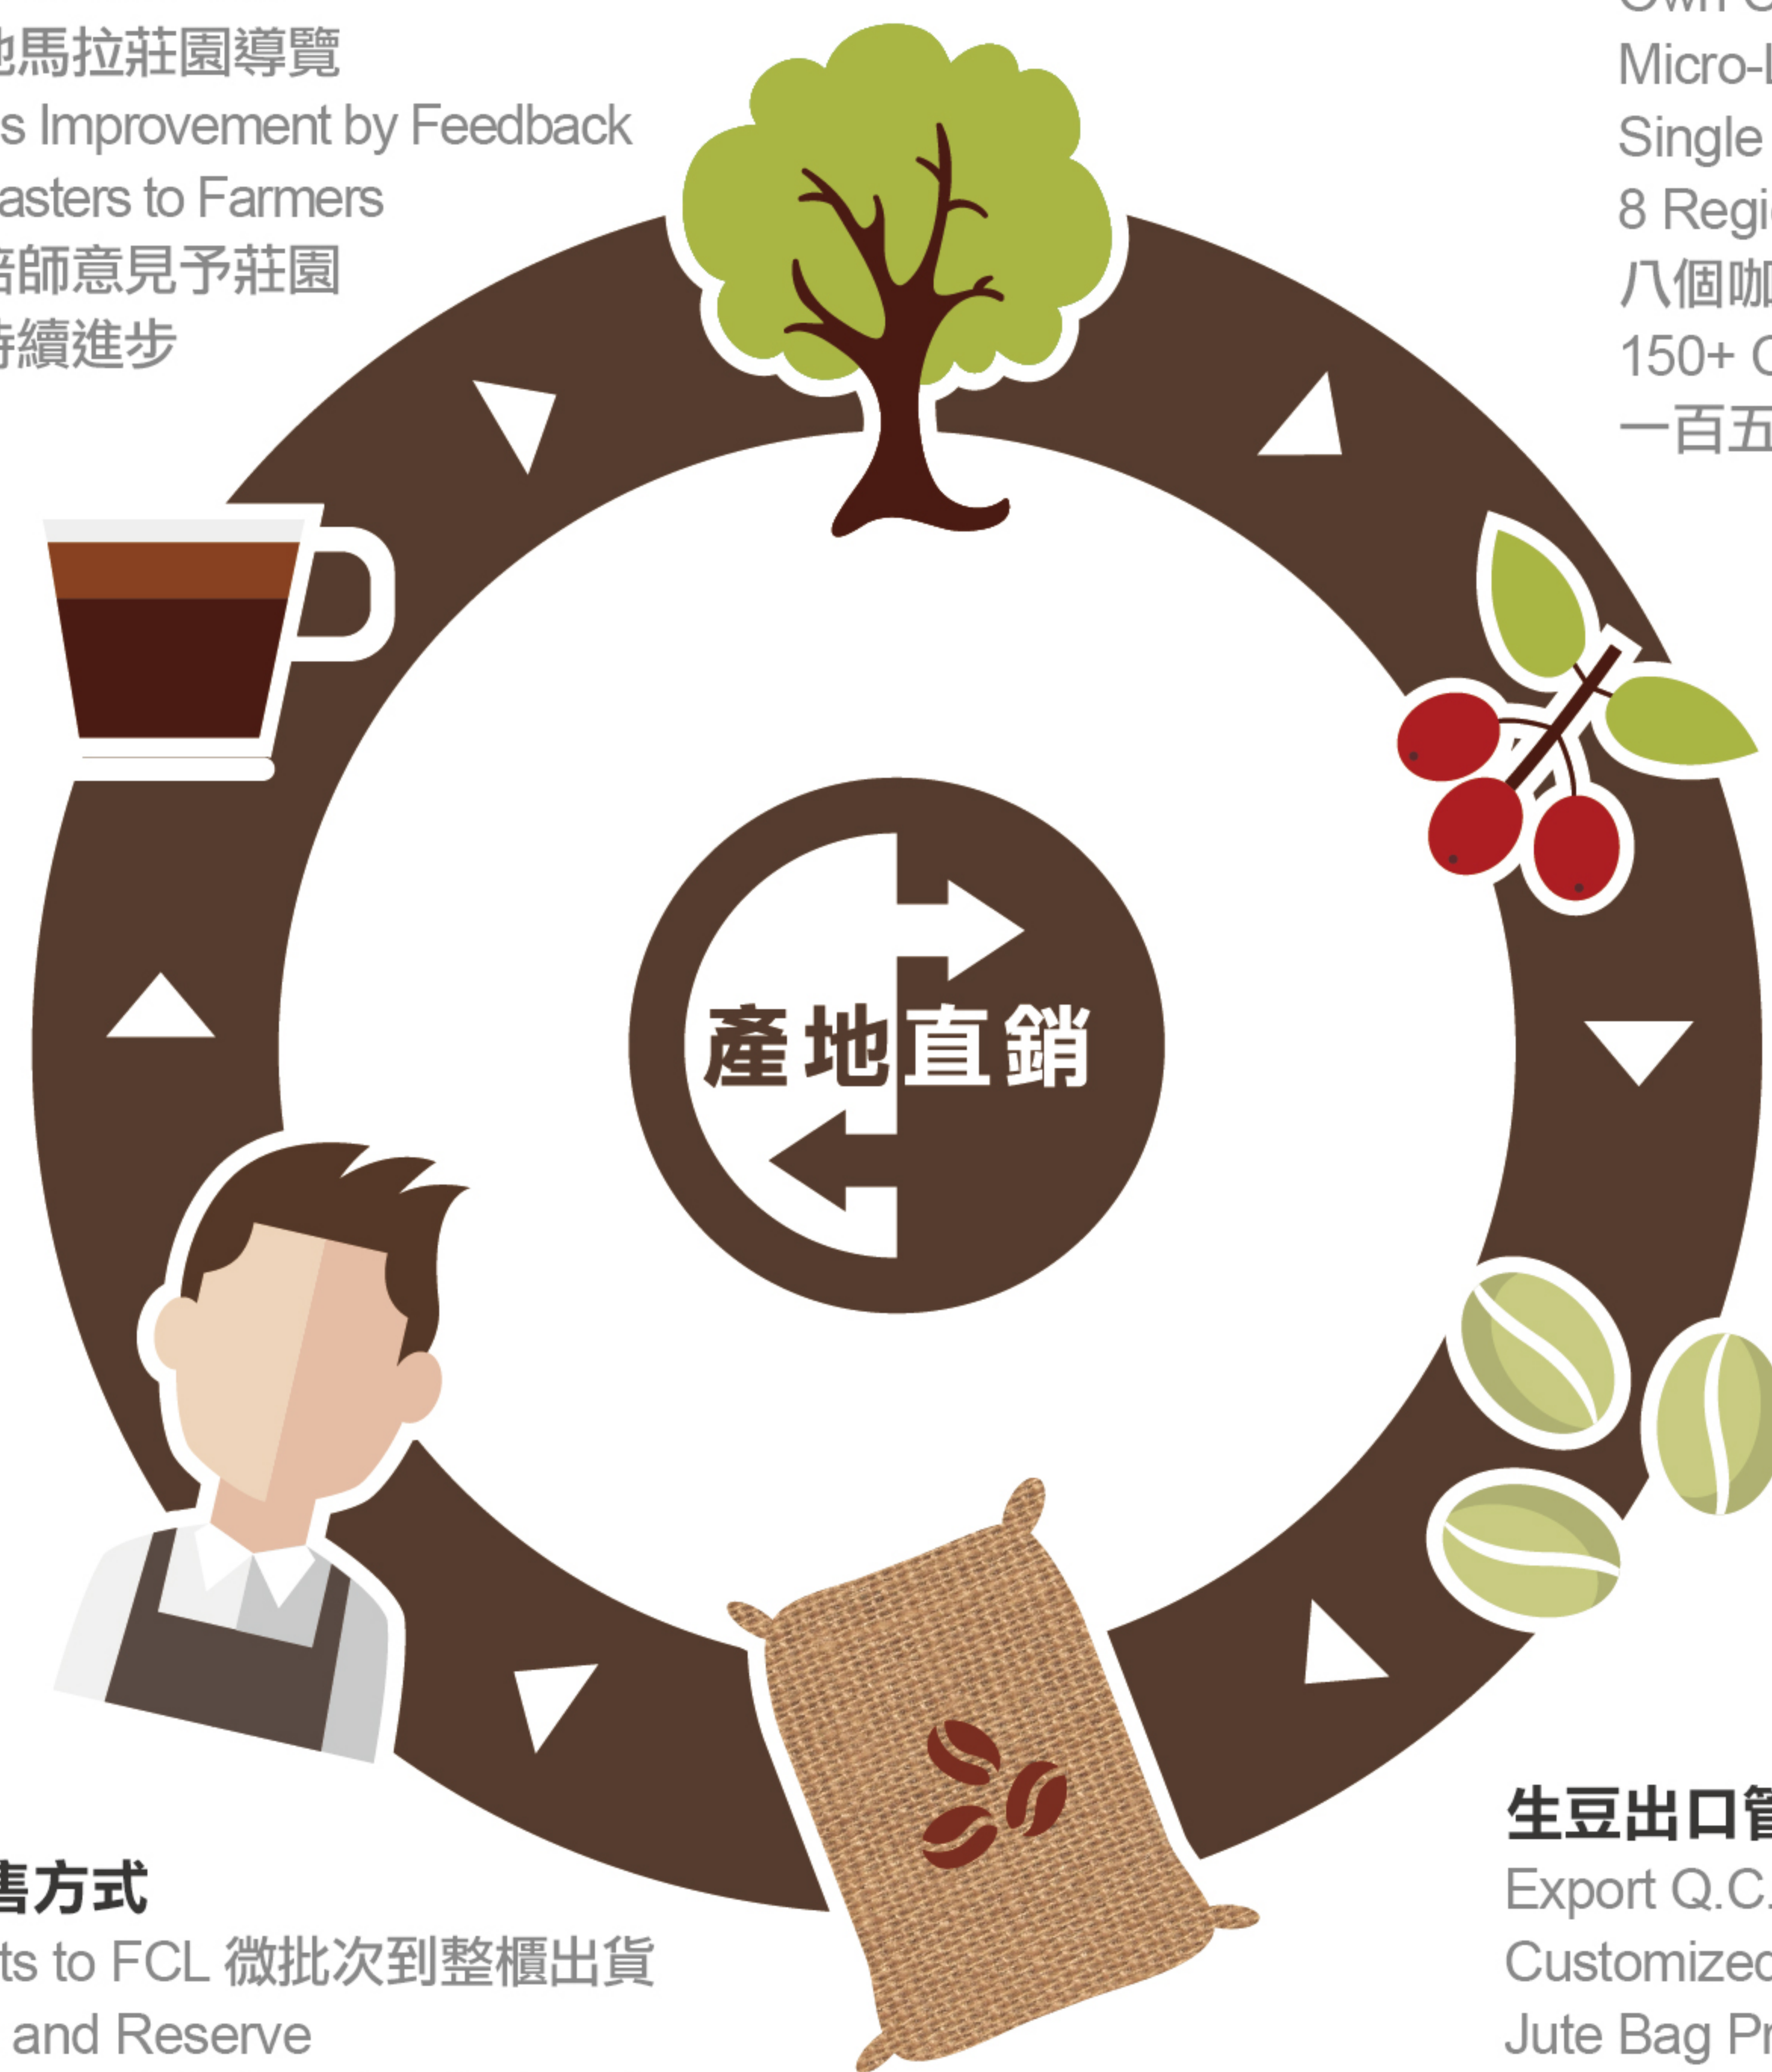 地馬拉莊園導覽
s Improvement by Feedback
asters to Farmers
師意見予莊園
續進步
Own
Micro-L
Single
8 Regi
八個咖
150+
一百五
產地直銷
售方式
ts to FCL 微批次到整櫃出貨
and Reserve
生豆出口管
Export Q.C.
Customized
Jute Bag Pr